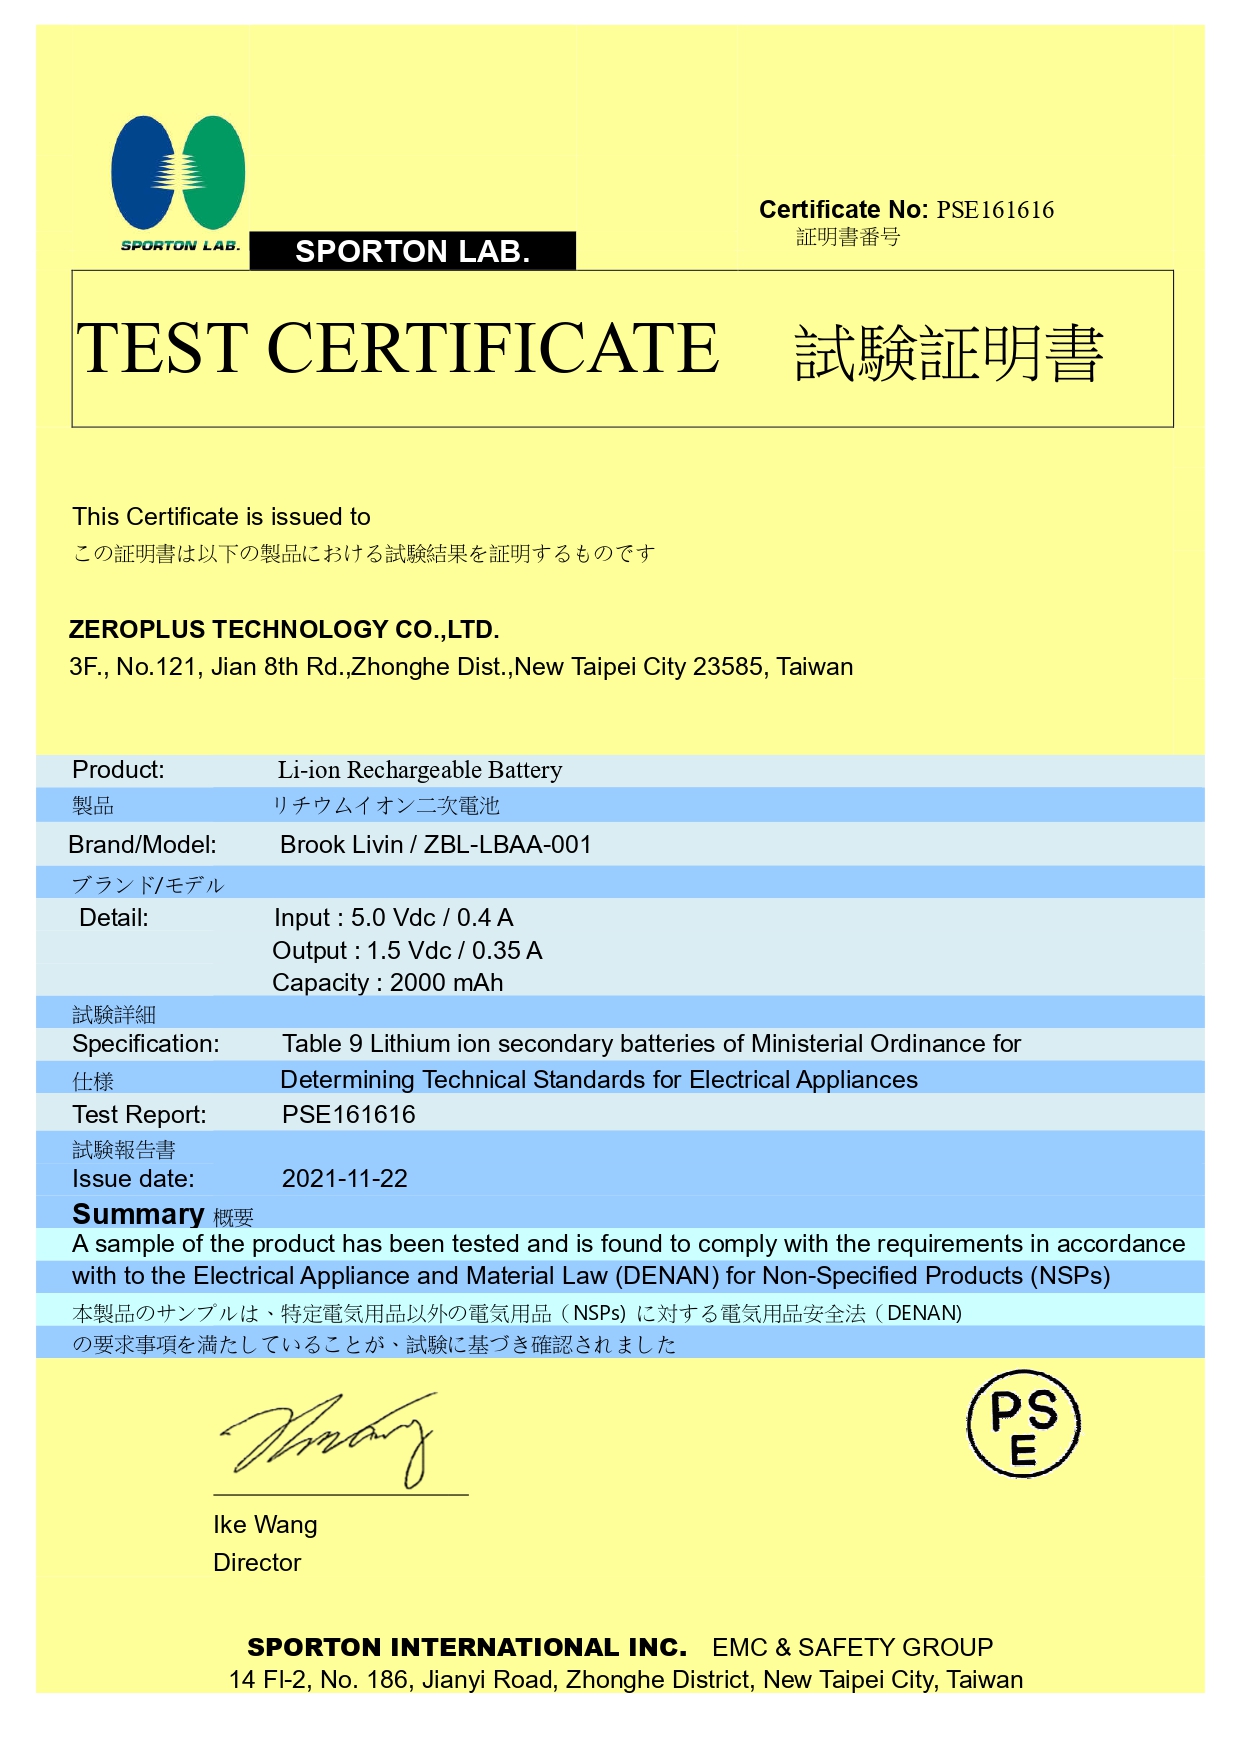 SPORTON LAB.
SPORTON LAB.
Certificate No: PSE161616
証明書番号
TEST CERTIFICATE 試験証明書
This Certificate is issued to
この証明書は以下の製品における試験結果を証明するものです
ZEROPLUS TECHNOLOGY CO.,LTD.
3F., No.121, Jian 8th Rd.,Zhonghe Dist.,New Taipei City 23585, Taiwan
Product: Li-ion Rechargeable Battery
製品 リチウムイオン二次電池
Brand/Model: Brook Livin / ZBL-LBAA-001
ブランド/モデル
Detail: Input : 5.0 Vdc / 0.4 A
Output : 1.5 Vdc / 0.35 A
Capacity : 2000 mAh
試験詳細
Specification: Table 9 Lithium ion secondary batteries of Ministerial Ordinance for
仕様 Determining Technical Standards for Electrical Appliances
Test Report: PSE161616
試験報告書
Issue date: 2021-11-22
Summary 概要
A sample of the product has been tested and is found to comply with the requirements in accordance
with to the Electrical Appliance and Material Law (DENAN) for Non-Specified Products (NSPs)
本製品のサンプルは、特定電気用品以外の電気用品（NSPs) に対する電気用品安全法（DENAN)
の要求事項を満たしていることが、試験に基づき確認されました
PS
E
Ike Wang
Director
SPORTON INTERNATIONAL INC. EMC & SAFETY GROUP
14 Fl-2, No. 186, Jianyi Road, Zhonghe District, New Taipei City, Taiwan